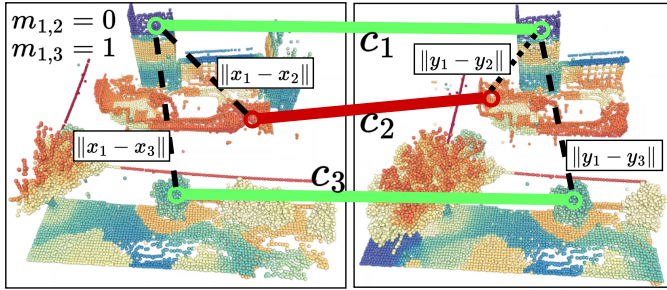 m_{1,2} = 0
m_{1,3} = 1
c_1
‖x_1 − x_2‖
‖y_1 − y_2‖
c_2
‖x_1 − x_3‖
‖y_1 − y_3‖
c_3